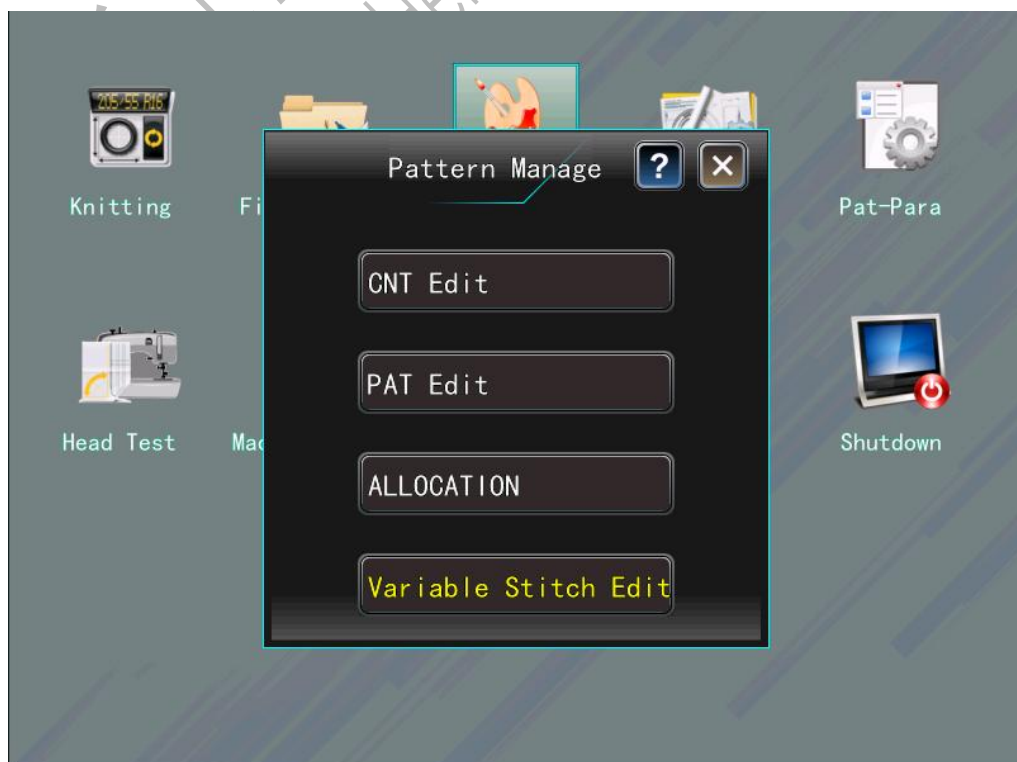 205/55 R16
Pattern Manage ? ×
Knitting
Fi
Pat-Para
CNT Edit
PAT Edit
Head Test
Mac
Shutdown
ALLOCATION
Variable Stitch Edit